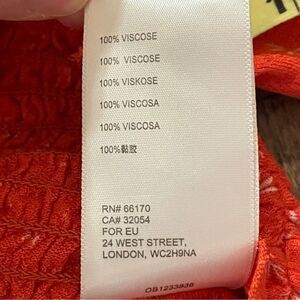 100% VISCOSE
100% VISCOSE
100% VISKOSE
100% VISCOSA
100% VISCOSA
100%黏胶
RN# 66170
CA# 32054
FOR EU
24 WEST STREET,
LONDON, WC2H9NA
OB1233836